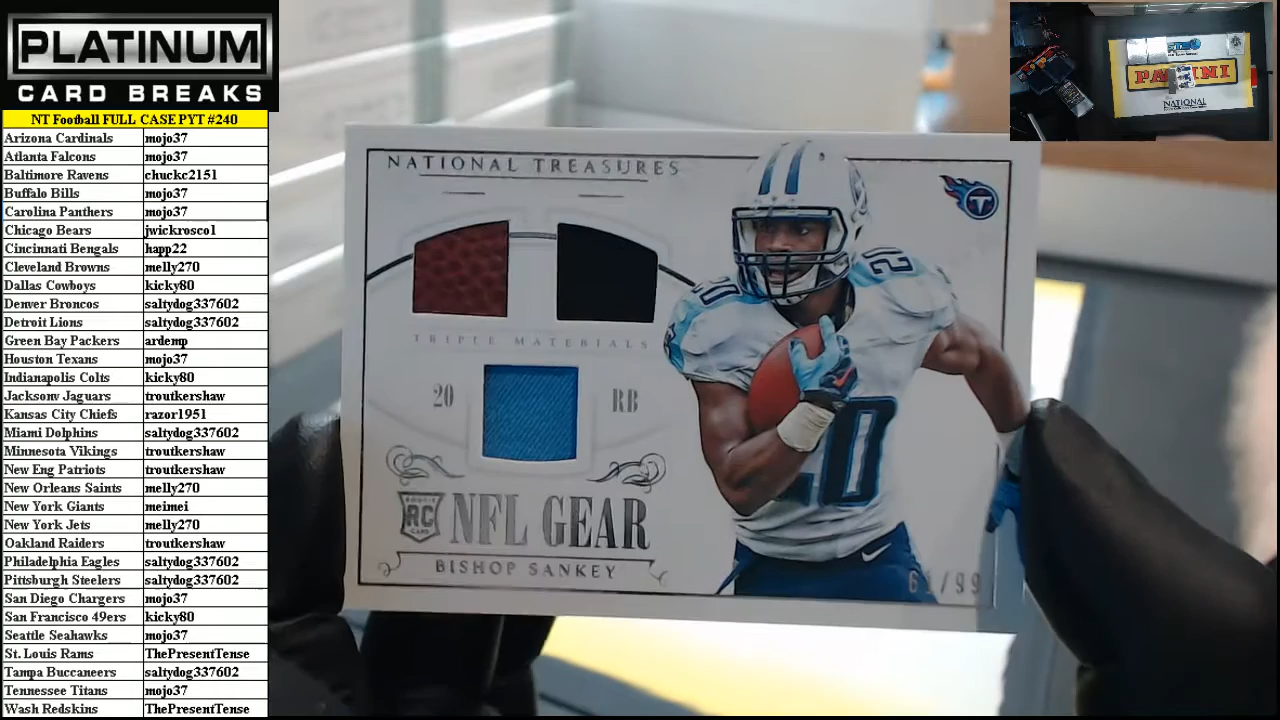 PLATINUM
CARD BREAKS
NT Football FULL CASE PYT #240
Arizona Cardinals mojo37
Atlanta Falcons mojo37
Baltimore Ravens chuckc2151
Buffalo Bills mojo37
Carolina Panthers mojo37
Chicago Bears jwickrosco1
Cincinnati Bengals happ22
Cleveland Browns melly270
Dallas Cowboys kicky80
Denver Broncos saltydog337602
Detroit Lions saltydog337602
Green Bay Packers ardemp
Houston Texans mojo37
Indianapolis Colts kicky80
Jacksonv Jaguars troutkershaw
Kansas City Chiefs razor1951
Miami Dolphins saltydog337602
Minnesota Vikings troutkershaw
New Eng Patriots troutkershaw
New Orleans Saints melly270
New York Giants meimei
New York Jets melly270
Oakland Raiders troutkershaw
Philadelphia Eagles saltydog337602
Pittsburgh Steelers saltydog337602
San Diego Chargers mojo37
San Francisco 49ers kicky80
Seattle Seahawks mojo37
St. Louis Rams ThePresentTense
Tampa Buccaneers saltydog337602
Tennessee Titans mojo37
Wash Redskins ThePresentTense
NATIONAL TREASURES
TRIPLE MATERIALS
20 RB
ROOKIE
RC
CARD
NFL GEAR
BISHOP SANKEY
20
20
20
T
PANINI
NATIONAL